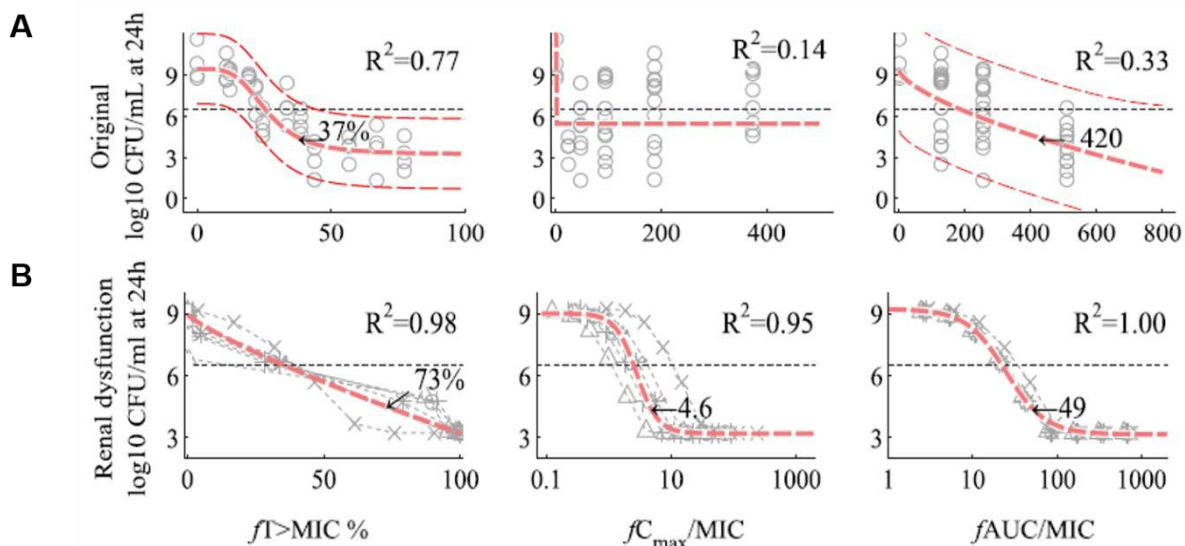 A
Original
log10 CFU/mL at 24h
9
6
3
0
R²=0.77
37%
0 50 100
R²=0.14
0 200 400
R²=0.33
420
0 200 400 600 800
B
Renal dysfunction
log10 CFU/ml at 24h
9
6
3
R²=0.98
73%
0 50 100
R²=0.95
4.6
0.1 10 1000
R²=1.00
49
1 10 100 1000
fT>MIC %
fCmax/MIC
fAUC/MIC